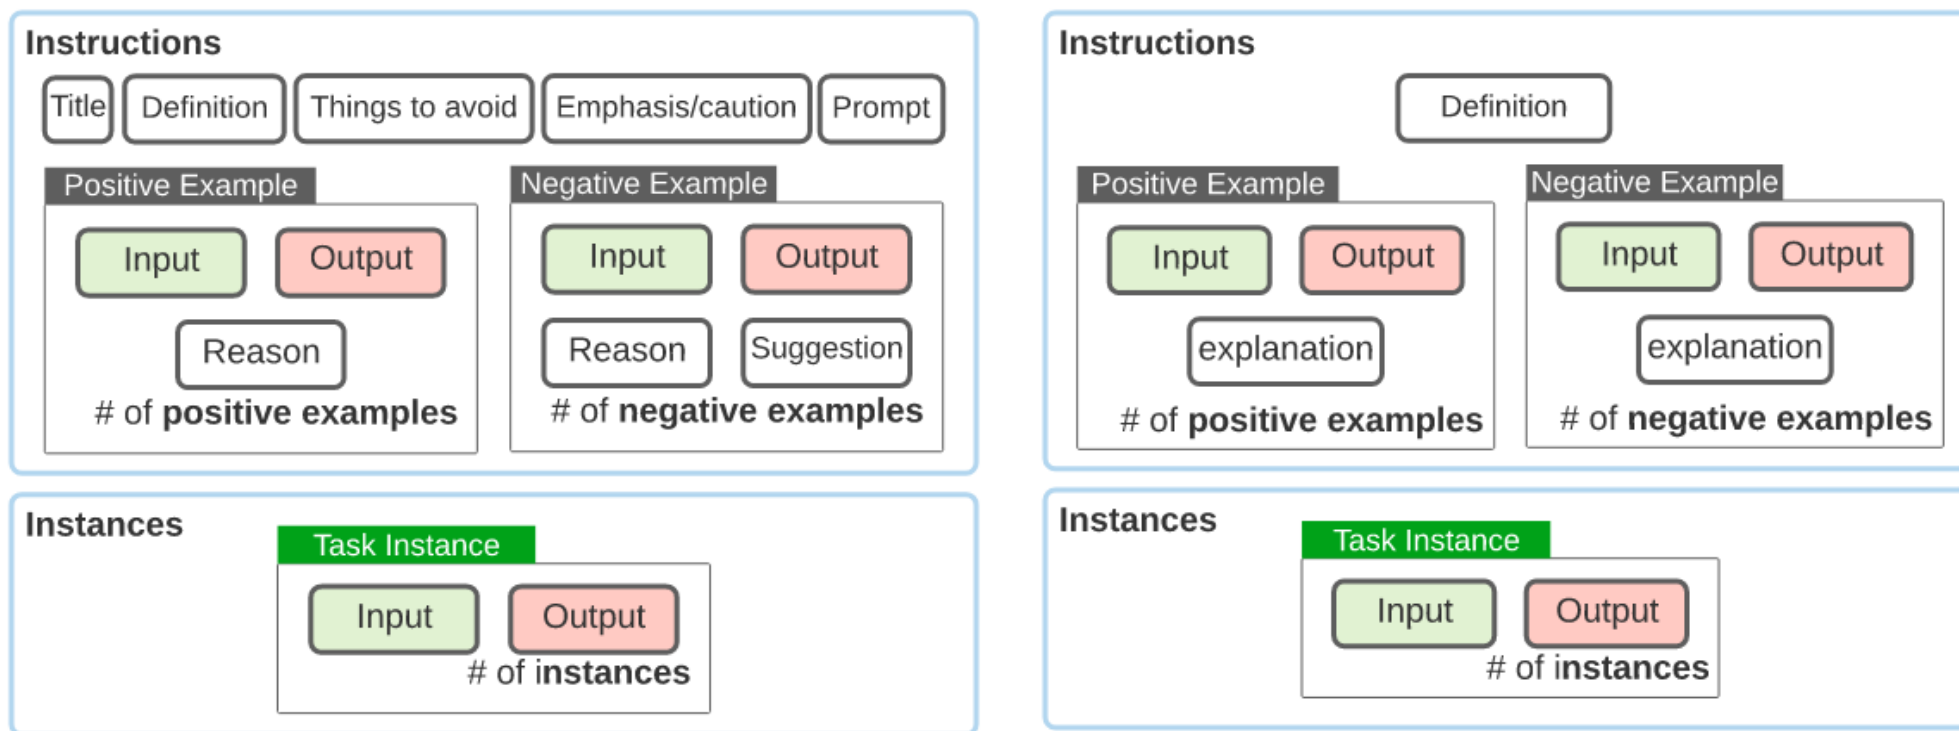 Instructions
Title
Definition
Things to avoid
Emphasis/caution
Prompt
Positive Example
Input
Output
Reason
# of positive examples
Negative Example
Input
Output
Reason
Suggestion
# of negative examples
Instances
Task Instance
Input
Output
# of instances
Instructions
Definition
Positive Example
Input
Output
explanation
# of positive examples
Negative Example
Input
Output
explanation
# of negative examples
Instances
Task Instance
Input
Output
# of instances